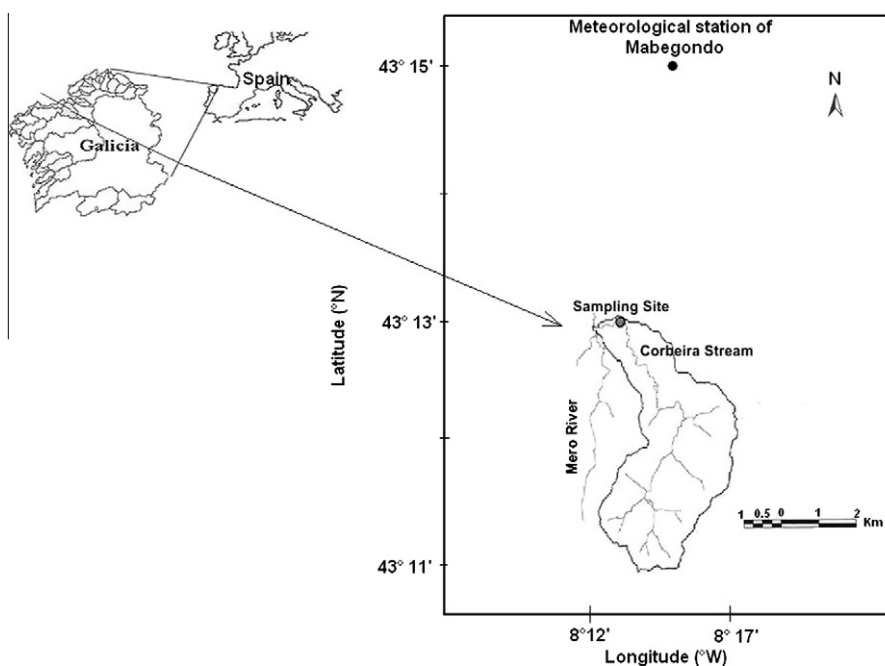 Meteorological station of
Mabegondo
Spain
Galicia
N
43° 15'
43° 13'
43° 11'
Latitude (°N)
Sampling Site
Corbeira Stream
Mero River
1 0.5 0 1 2
Km
8° 12' 8° 17'
Longitude (°W)